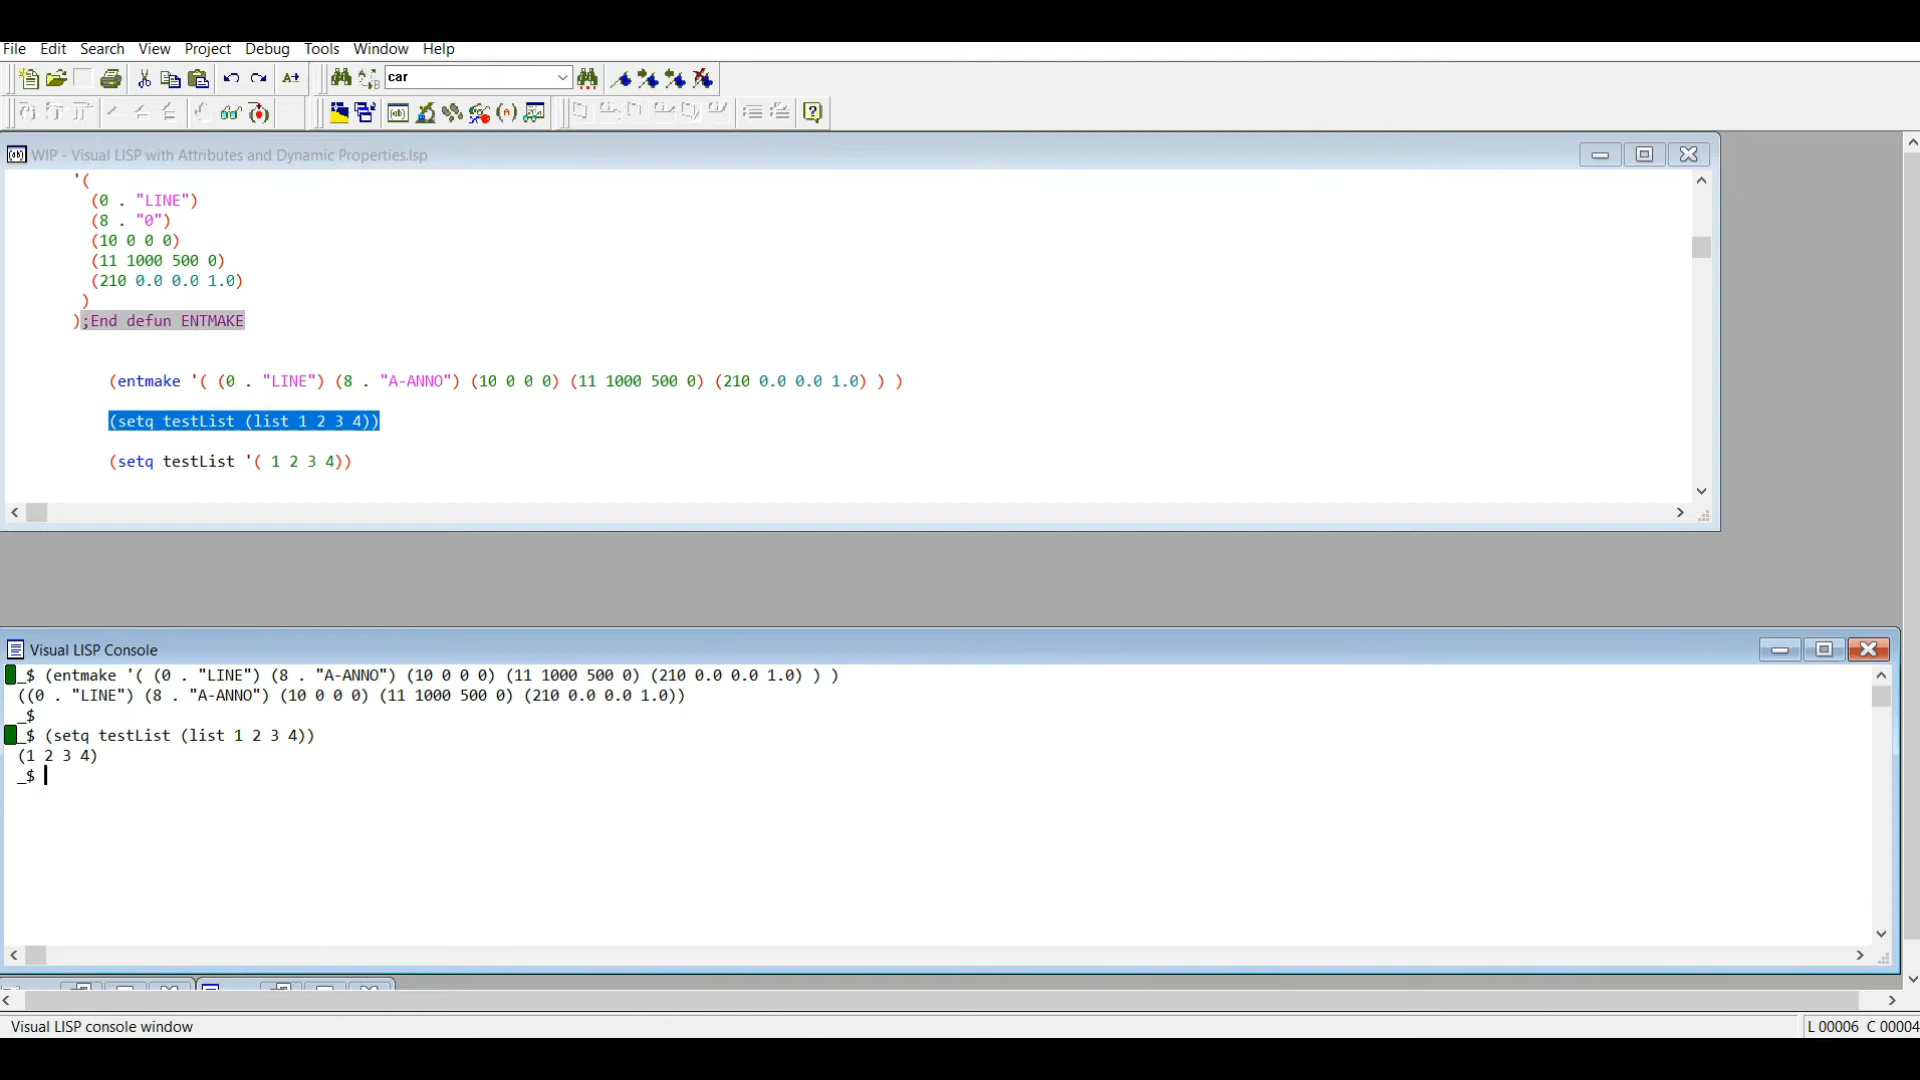 File Edit Search View Project Debug Tools Window Help
car
WIP - Visual LISP with Attributes and Dynamic Properties.lsp
'(
(0 . "LINE")
(8 . "0")
(10 0 0 0)
(11 1000 500 0)
(210 0.0 0.0 1.0)
)
);End defun ENTMAKE
(entmake '( (0 . "LINE") (8 . "A-ANNO") (10 0 0 0) (11 1000 500 0) (210 0.0 0.0 1.0) ) )
(setq testList (list 1 2 3 4))
(setq testList '( 1 2 3 4))
Visual LISP Console
_$ (entmake '( (0 . "LINE") (8 . "A-ANNO") (10 0 0 0) (11 1000 500 0) (210 0.0 0.0 1.0) ) )
((0 . "LINE") (8 . "A-ANNO") (10 0 0 0) (11 1000 500 0) (210 0.0 0.0 1.0))
_$
_$ (setq testList (list 1 2 3 4))
(1 2 3 4)
_$
Visual LISP console window
L 00006 C 00004